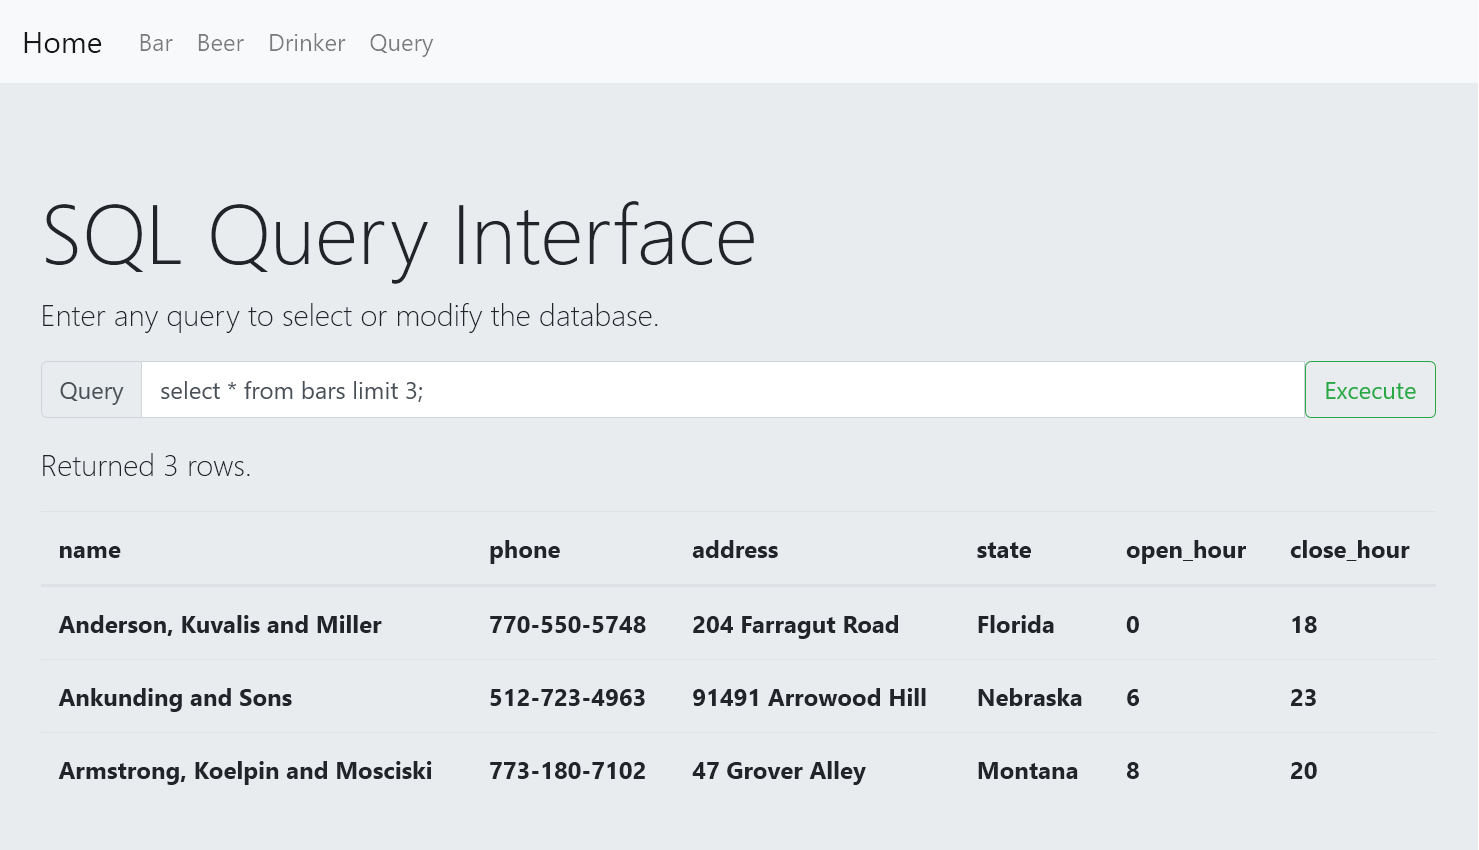 Home Bar Beer Drinker Query
SQL Query Interface
Enter any query to select or modify the database.
Query select * from bars limit 3; Excecute
Returned 3 rows.
name phone address state open_hour close_hour
Anderson, Kuvalis and Miller 770-550-5748 204 Farragut Road Florida 0 18
Ankunding and Sons 512-723-4963 91491 Arrowood Hill Nebraska 6 23
Armstrong, Koelpin and Mosciski 773-180-7102 47 Grover Alley Montana 8 20